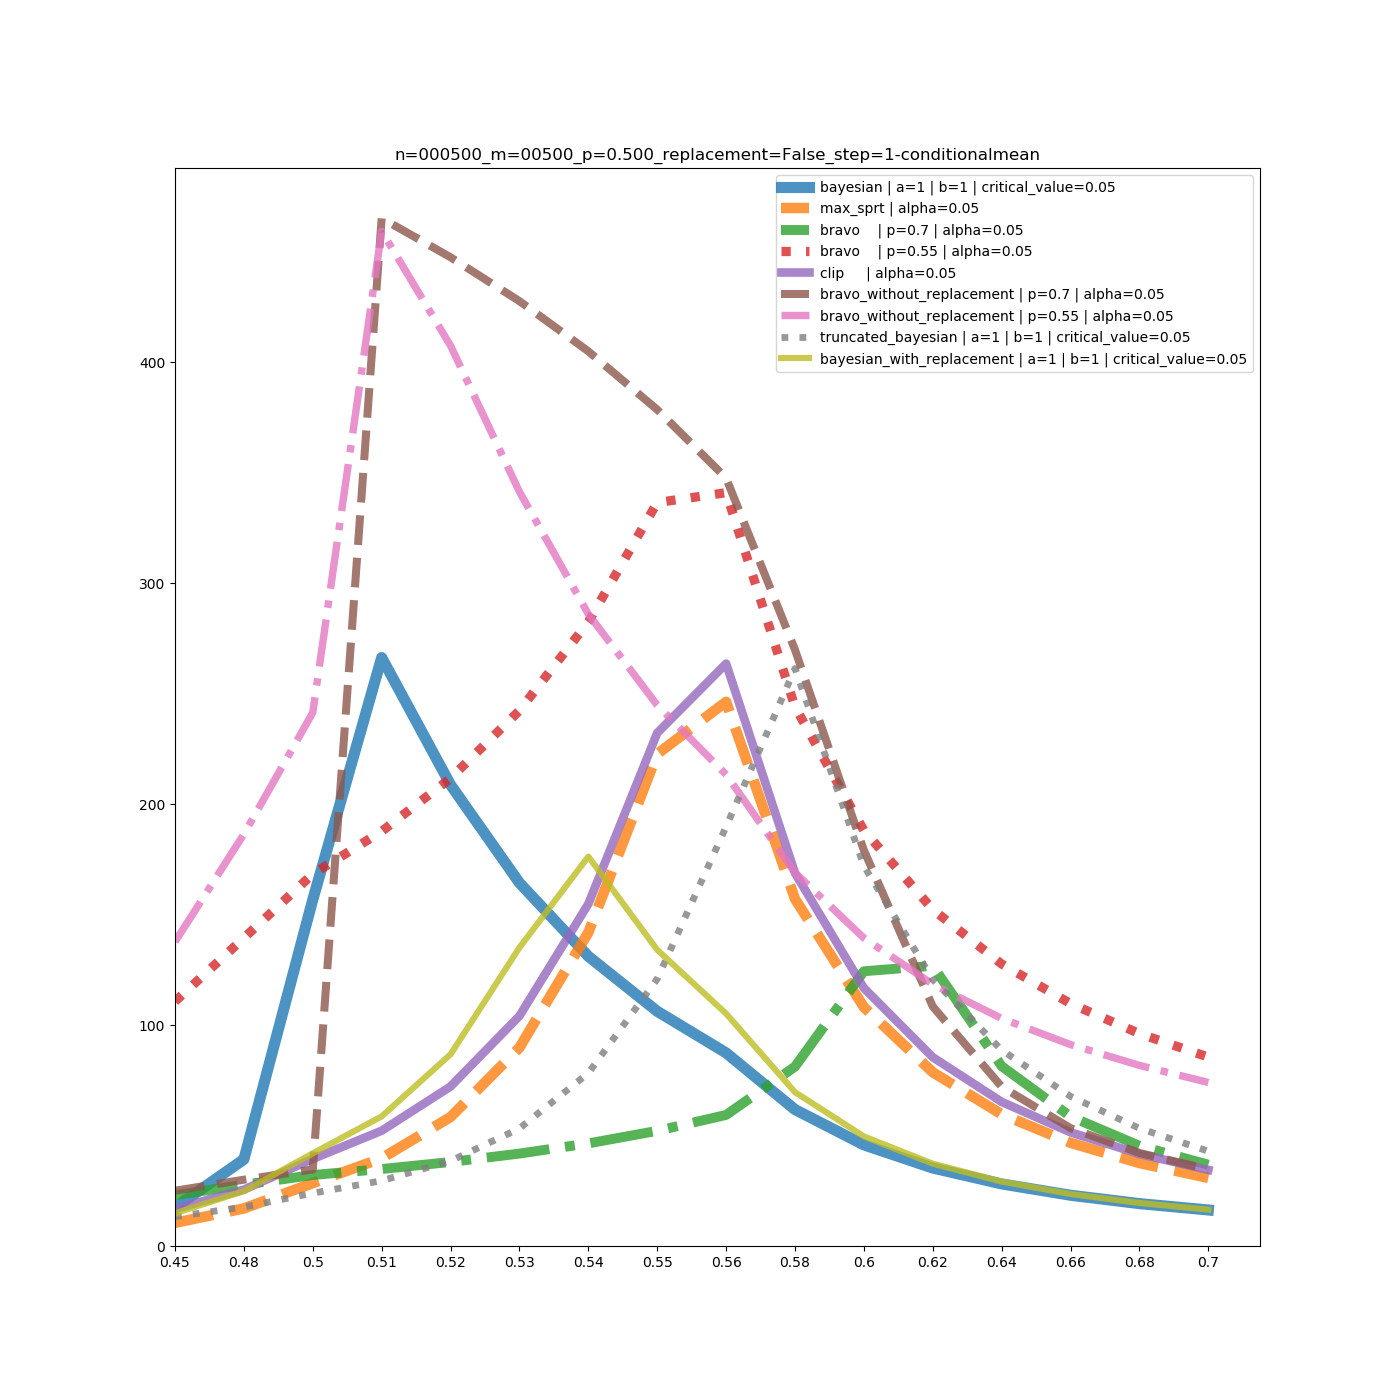 n=000500_m=00500_p=0.500_replacement=False_step=1-conditionalmean
bayesian | a=1 | b=1 | critical_value=0.05
max_sprt | alpha=0.05
bravo    | p=0.7 | alpha=0.05
bravo    | p=0.55 | alpha=0.05
clip     | alpha=0.05
bravo_without_replacement | p=0.7 | alpha=0.05
bravo_without_replacement | p=0.55 | alpha=0.05
truncated_bayesian | a=1 | b=1 | critical_value=0.05
bayesian_with_replacement | a=1 | b=1 | critical_value=0.05
400
300
200
100
0
0.45 0.48 0.5 0.51 0.52 0.53 0.54 0.55 0.56 0.58 0.6 0.62 0.64 0.66 0.68 0.7